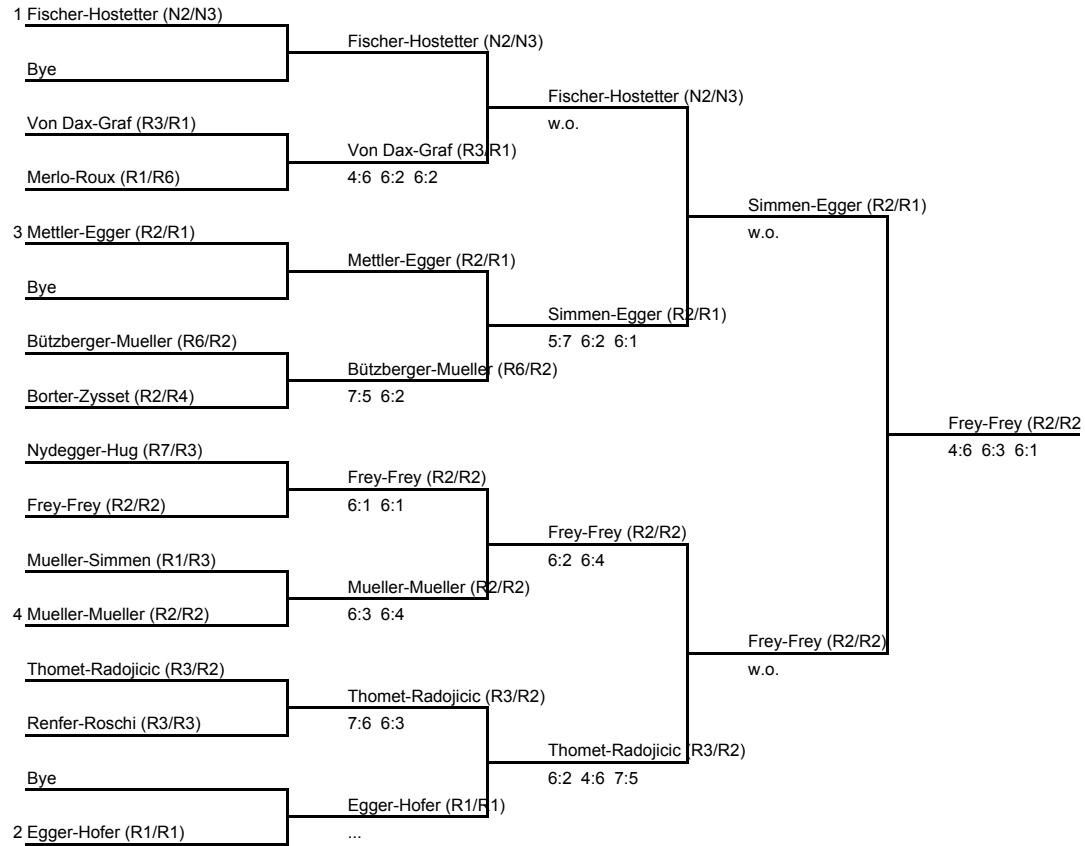 1 Fischer-Hostetter (N2/N3)
Fischer-Hostetter (N2/N3)
Bye
Fischer-Hostetter (N2/N3)
Von Dax-Graf (R3/R1)
w.o.
Von Dax-Graf (R3/R1)
Merlo-Roux (R1/R6)
4:6 6:2 6:2
Simmen-Egger (R2/R1)
3 Mettler-Egger (R2/R1)
w.o.
Mettler-Egger (R2/R1)
Bye
Simmen-Egger (R2/R1)
Bützberger-Mueller (R6/R2)
5:7 6:2 6:1
Bützberger-Mueller (R6/R2)
Borter-Zysset (R2/R4)
7:5 6:2
Frey-Frey (R2/R2
Nydegger-Hug (R7/R3)
4:6 6:3 6:1
Frey-Frey (R2/R2)
Frey-Frey (R2/R2)
6:1 6:1
Frey-Frey (R2/R2)
Mueller-Simmen (R1/R3)
6:2 6:4
Mueller-Mueller (R2/R2)
4 Mueller-Mueller (R2/R2)
6:3 6:4
Frey-Frey (R2/R2)
Thomet-Radojicic (R3/R2)
w.o.
Thomet-Radojicic (R3/R2)
Renfer-Roschi (R3/R3)
7:6 6:3
Thomet-Radojicic (R3/R2)
Bye
6:2 4:6 7:5
Egger-Hofer (R1/R1)
2 Egger-Hofer (R1/R1)
...